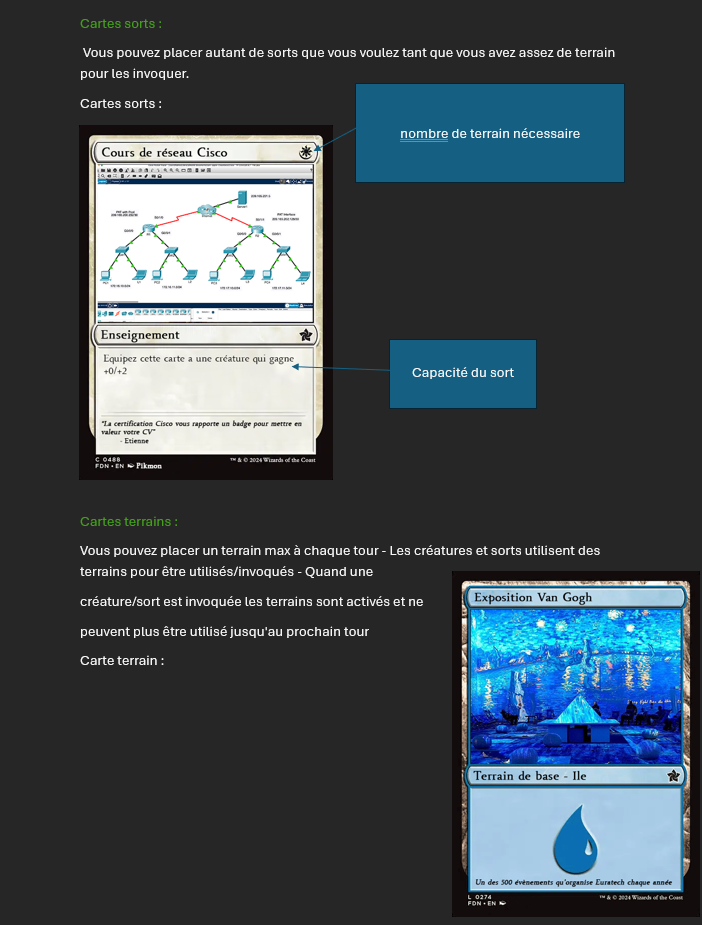 Cartes sorts :
Vous pouvez placer autant de sorts que vous voulez tant que vous avez assez de terrain
pour les invoquer.
Cartes sorts :
nombre de terrain nécessaire
Cours de réseau Cisco
Enseignement
Equipez cette carte a une créature qui gagne
+0/+2
Capacité du sort
"La certification Cisco vous rapporte un badge pour mettre en
valeur votre CV"
- Etienne
C 0488
FDN • EN Pikmon
™ & © 2024 Wizards of the Coast
Cartes terrains :
Vous pouvez placer un terrain max à chaque tour - Les créatures et sorts utilisent des
terrains pour être utilisés/invoqués - Quand une
créature/sort est invoquée les terrains sont activés et ne
peuvent plus être utilisé jusqu'au prochain tour
Carte terrain :
Exposition Van Gogh
Terrain de base - Ile
Un des 500 évènements qu'organise Euratech chaque année
L 0274
FDN • EN
™ & © 2024 Wizards of the Coast